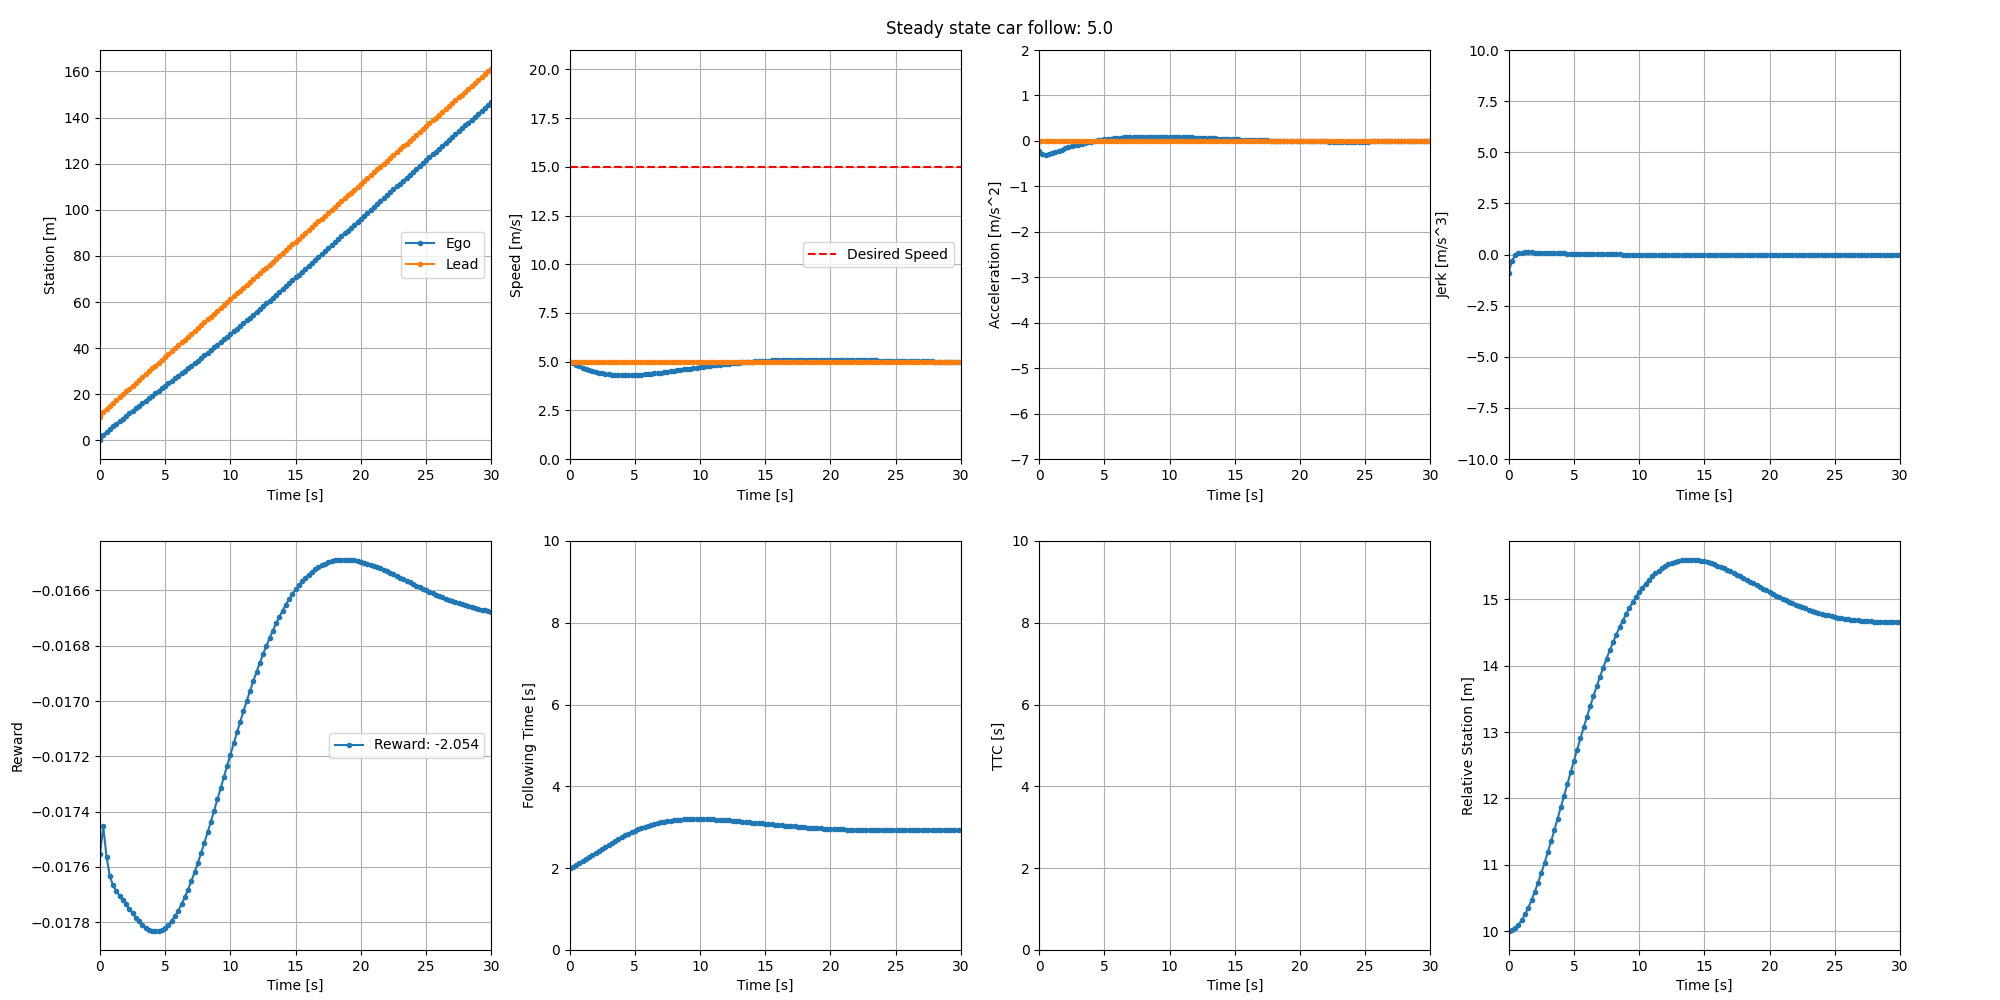 Steady state car follow: 5.0
Station [m]
160
140
120
100
80
60
40
20
0
Ego
Lead
0 5 10 15 20 25 30
Time [s]
Speed [m/s]
20.0
17.5
15.0
12.5
10.0
7.5
5.0
2.5
0.0
Desired Speed
0 5 10 15 20 25 30
Time [s]
Acceleration [m/s^2]
2
1
0
−1
−2
−3
−4
−5
−6
−7
0 5 10 15 20 25 30
Time [s]
Jerk [m/s^3]
10.0
7.5
5.0
2.5
0.0
−2.5
−5.0
−7.5
−10.0
0 5 10 15 20 25 30
Time [s]
Reward
−0.0166
−0.0168
−0.0170
−0.0172
−0.0174
−0.0176
−0.0178
Reward: -2.054
0 5 10 15 20 25 30
Time [s]
Following Time [s]
10
8
6
4
2
0
0 5 10 15 20 25 30
Time [s]
TTC [s]
10
8
6
4
2
0
0 5 10 15 20 25 30
Time [s]
Relative Station [m]
15
14
13
12
11
10
0 5 10 15 20 25 30
Time [s]